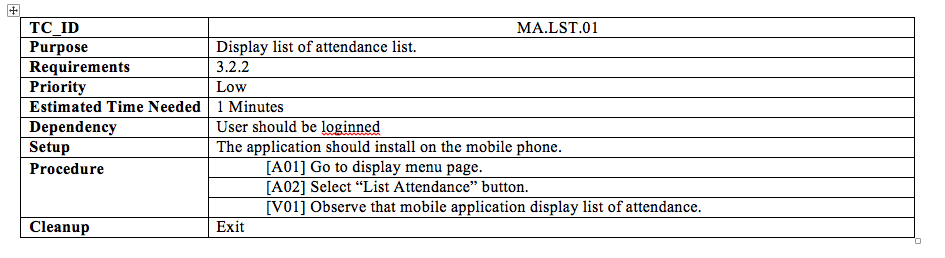 TC_ID MA.LST.01
Purpose Display list of attendance list.
Requirements 3.2.2
Priority Low
Estimated Time Needed 1 Minutes
Dependency User should be loginned
Setup The application should install on the mobile phone.
Procedure [A01] Go to display menu page.
[A02] Select “List Attendance” button.
[V01] Observe that mobile application display list of attendance.
Cleanup Exit